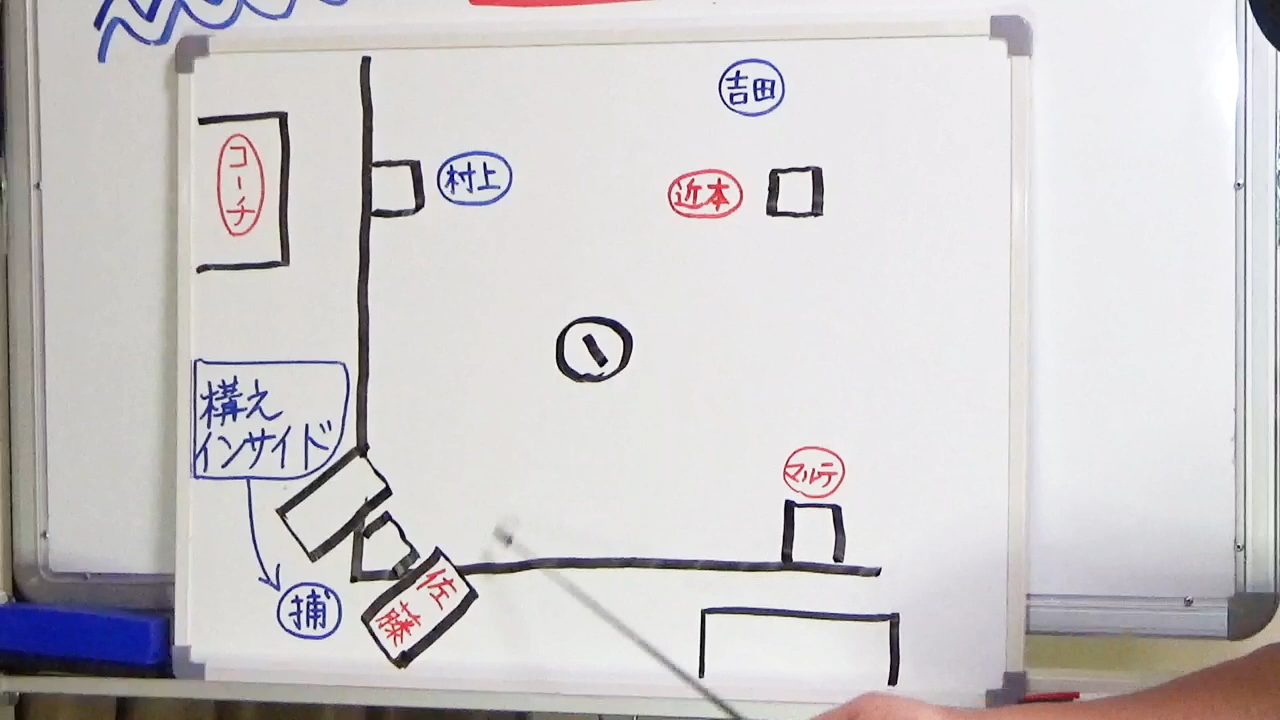 吉田
コーチ
村上
近本
構え
インサイド
マルテ
捕
佐
藤